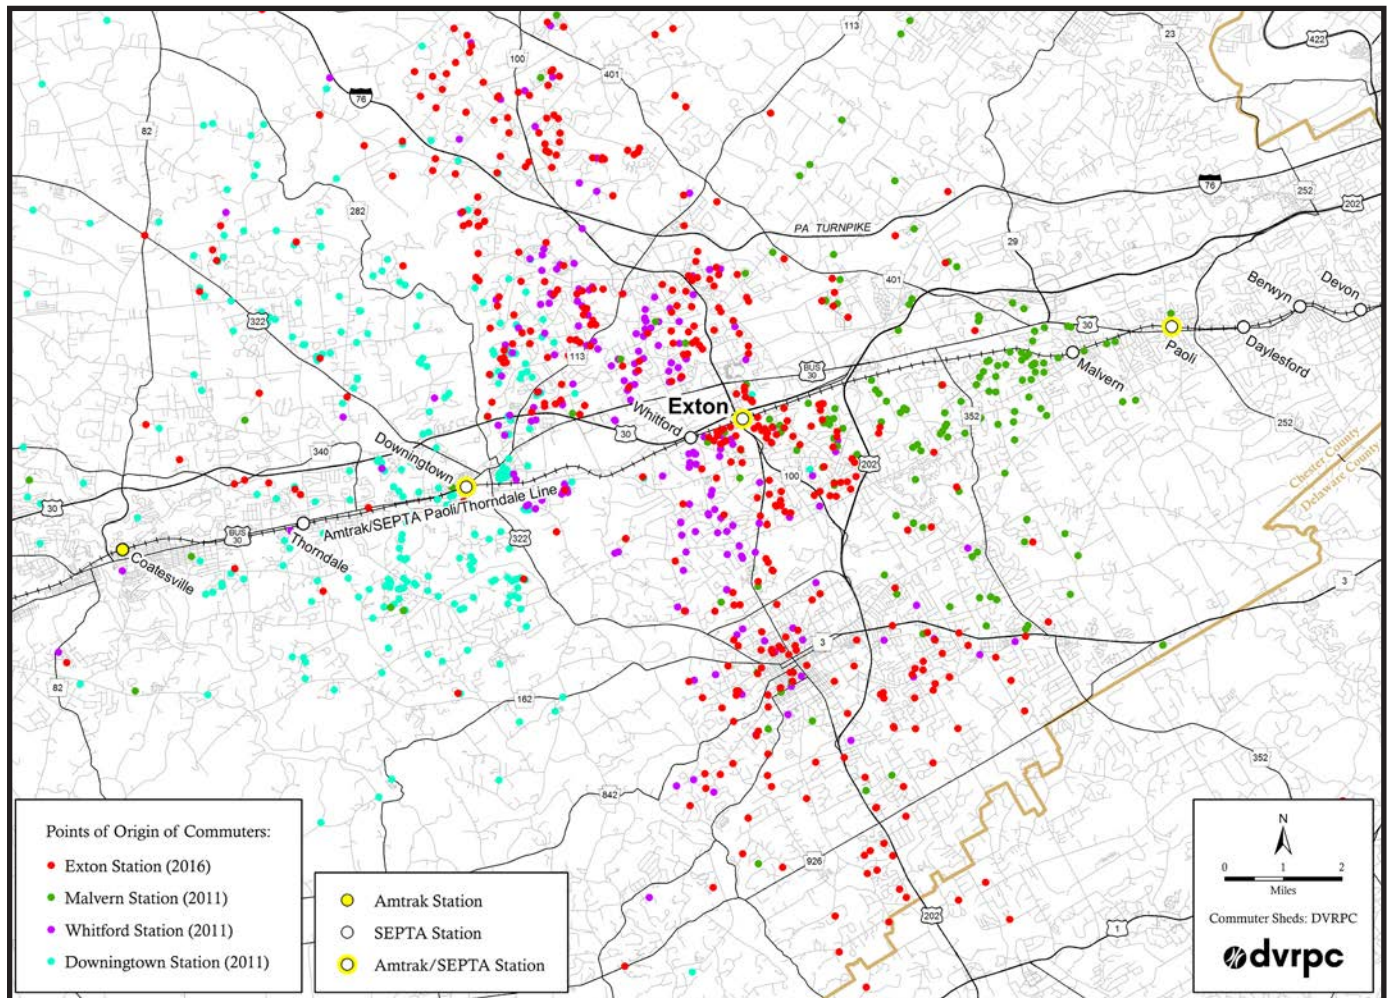 113
23
422
100
401
76
82
76
252
202
282
PA TURNPIKE
29
401
Berwyn
Devon
322
30
113
BUS
30
Paoli
Daylesford
Malvern
Exton
Whitford
352
252
30
Downingtown
340
202
100
Chester County
Delaware County
30
Amtrak/SEPTA Paoli/Thorndale Line
BUS
30
Thorndale
322
Coatesville
3
3
82
162
352
842
926
202
1
Points of Origin of Commuters:
Exton Station (2016)
Malvern Station (2011)
Whitford Station (2011)
Downingtown Station (2011)
Amtrak Station
SEPTA Station
Amtrak/SEPTA Station
N
0 1 2
Miles
Commuter Sheds: DVRPC
dvrpc